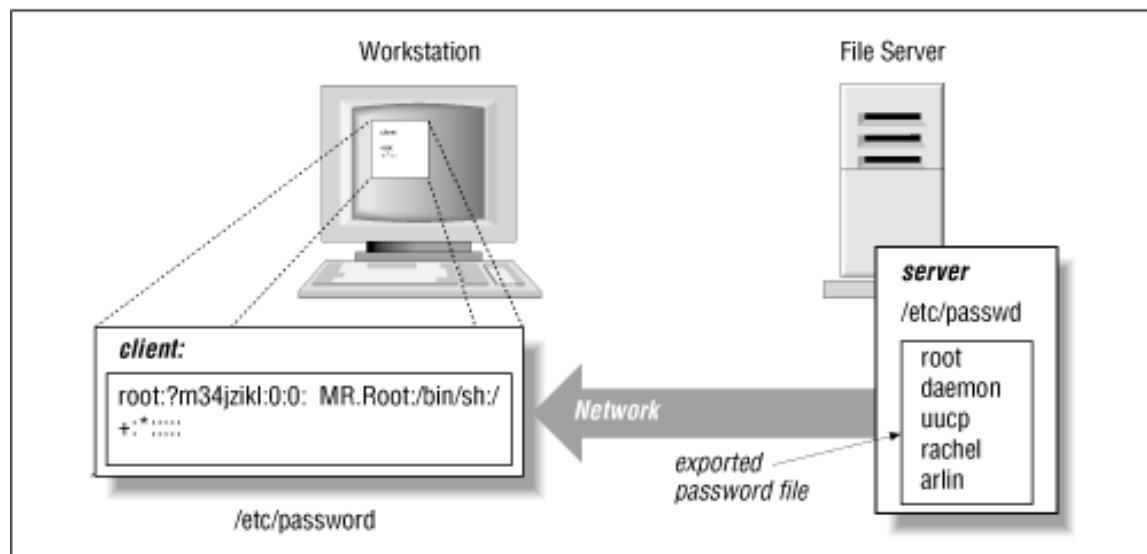 Workstation
File Server
client:
root:?m34jzikl:0:0: MR.Root:/bin/sh:/
+:*:::::
/etc/password
Network
exported
password file
server
/etc/passwd
root
daemon
uucp
rachel
arlin